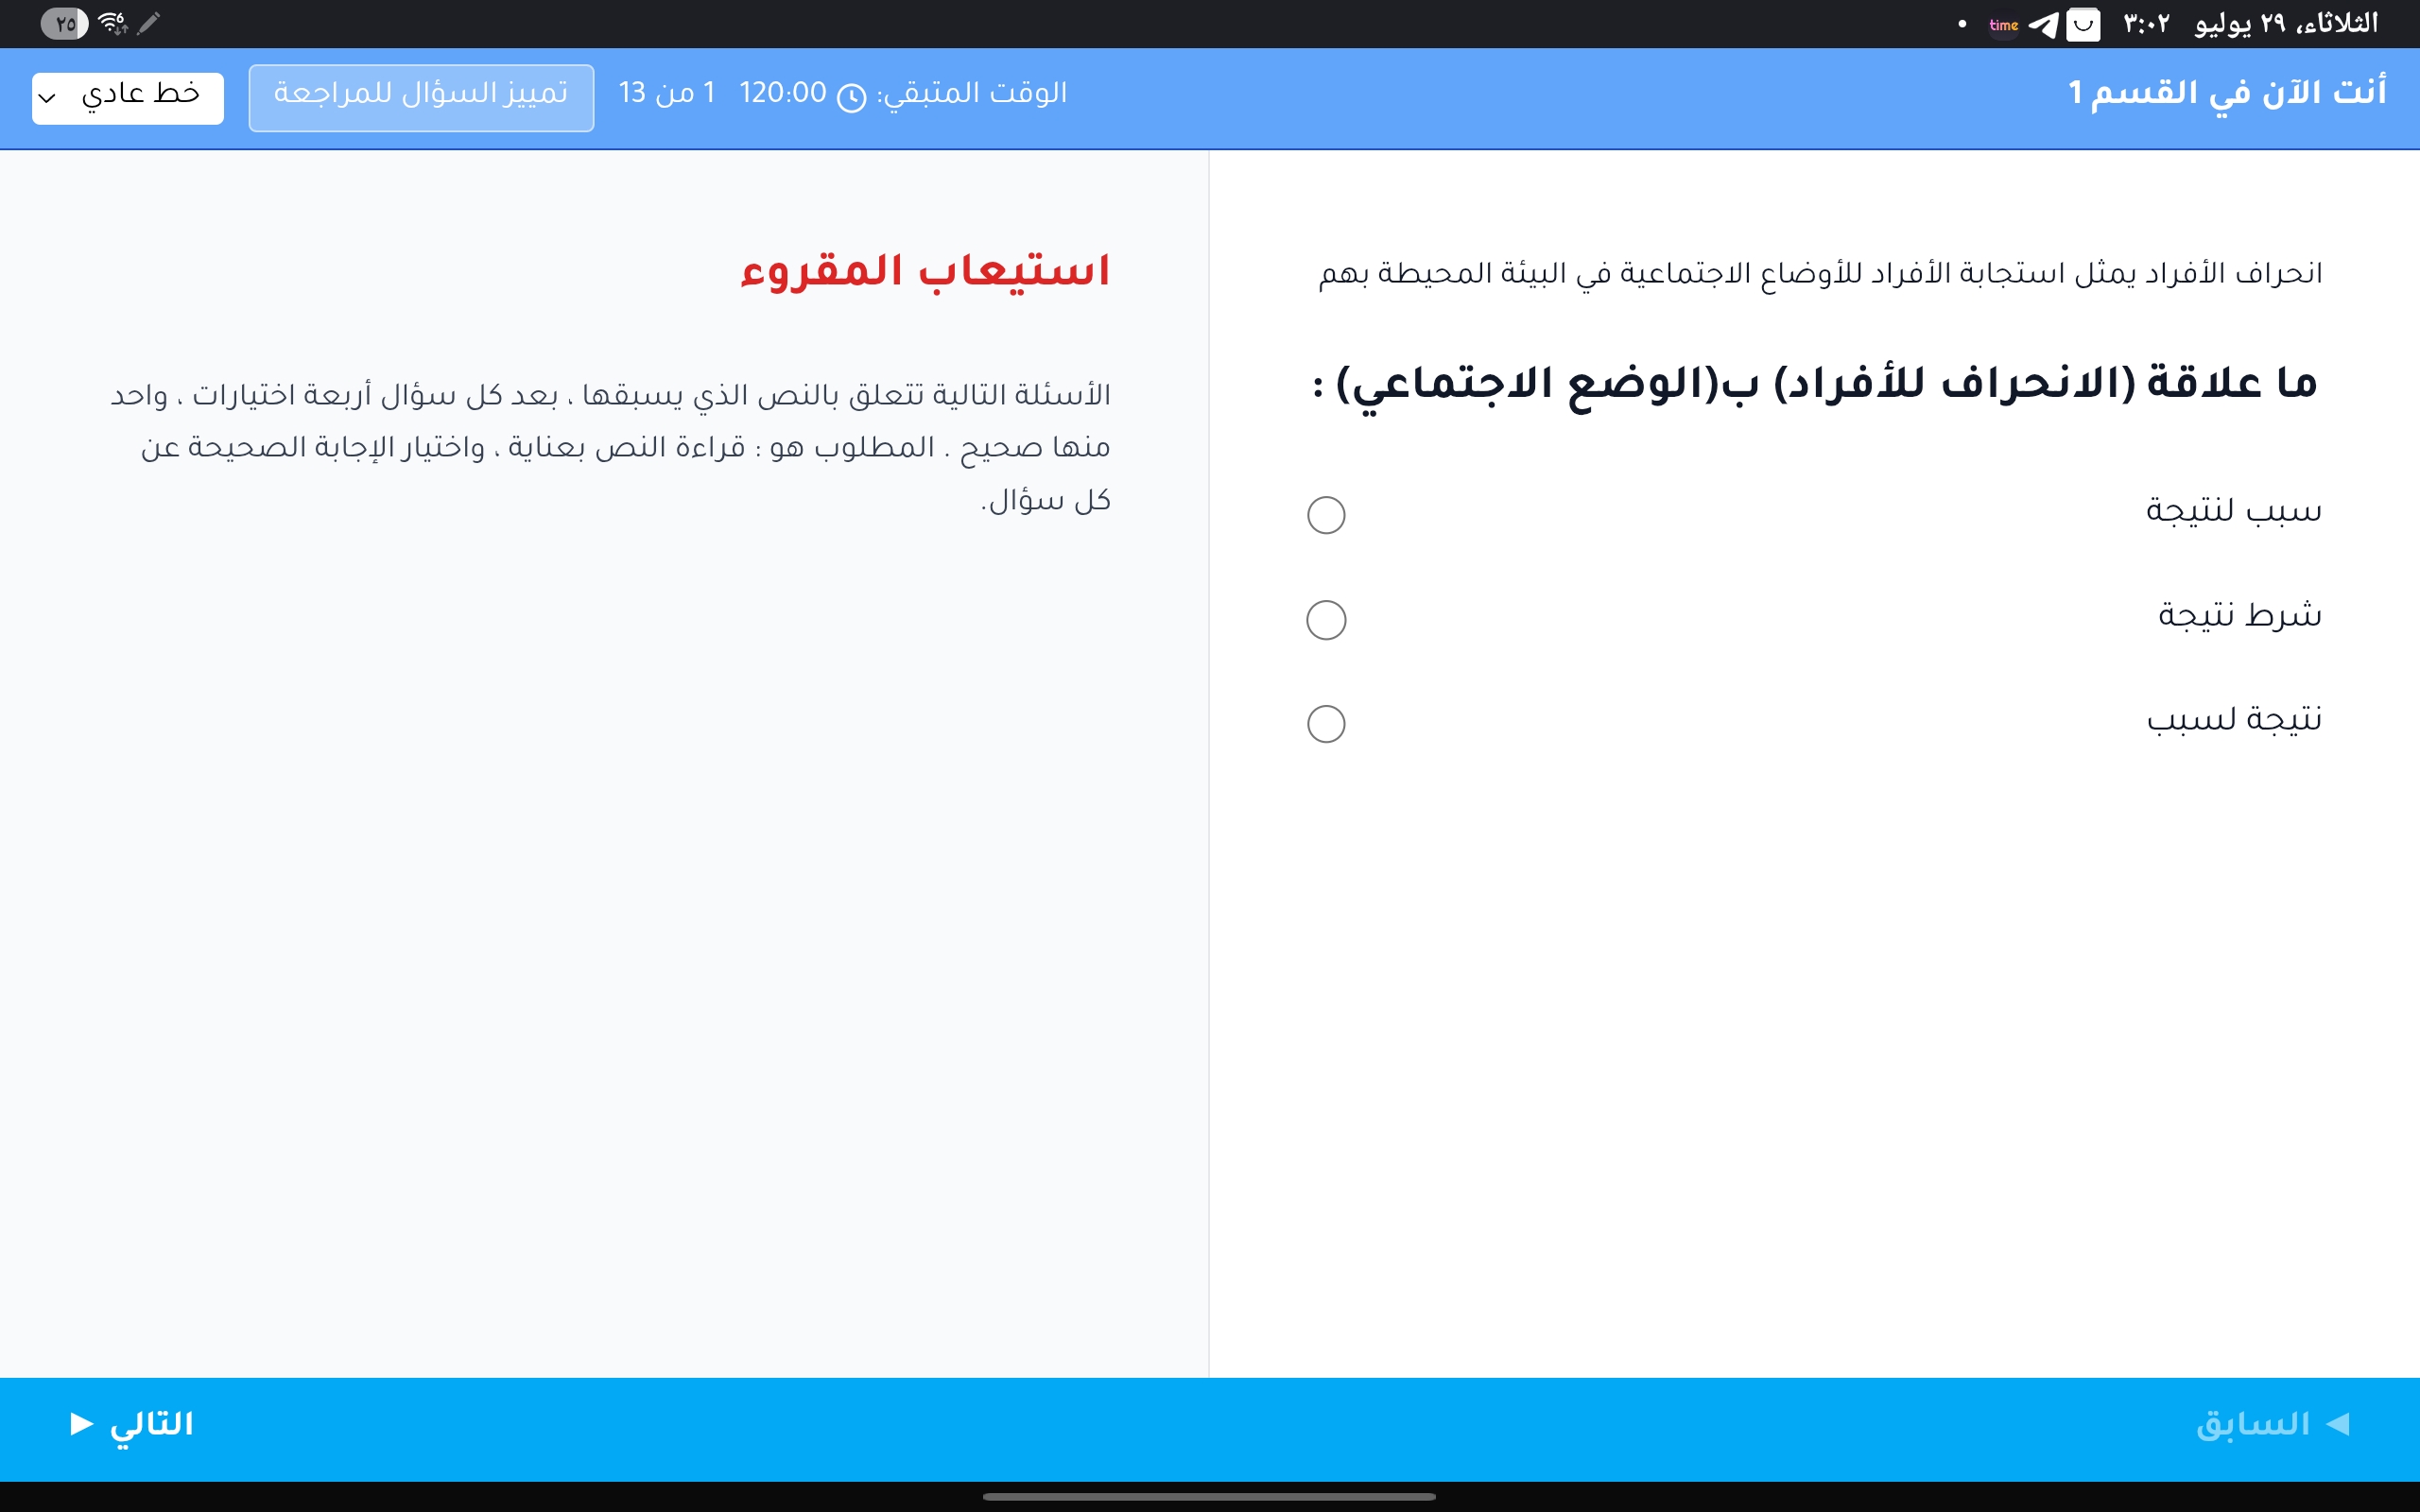 الثلاثاء، ٢٩ يوليو ٣:٠٢ time ٢٥
أنت الآن في القسم 1
الوقت المتبقي: 120:00 1 من 13 تمييز السؤال للمراجعة خط عادي
انحراف الأفراد يمثل استجابة الأفراد للأوضاع الاجتماعية في البيئة المحيطة بهم
ما علاقة (الانحراف للأفراد) ب(الوضع الاجتماعي) :
سبب لنتيجة
شرط نتيجة
نتيجة لسبب
استيعاب المقروء
الأسئلة التالية تتعلق بالنص الذي يسبقها ، بعد كل سؤال أربعة اختيارات ، واحد
منها صحيح . المطلوب هو : قراءة النص بعناية ، واختيار الإجابة الصحيحة عن
كل سؤال.
السابق
التالي